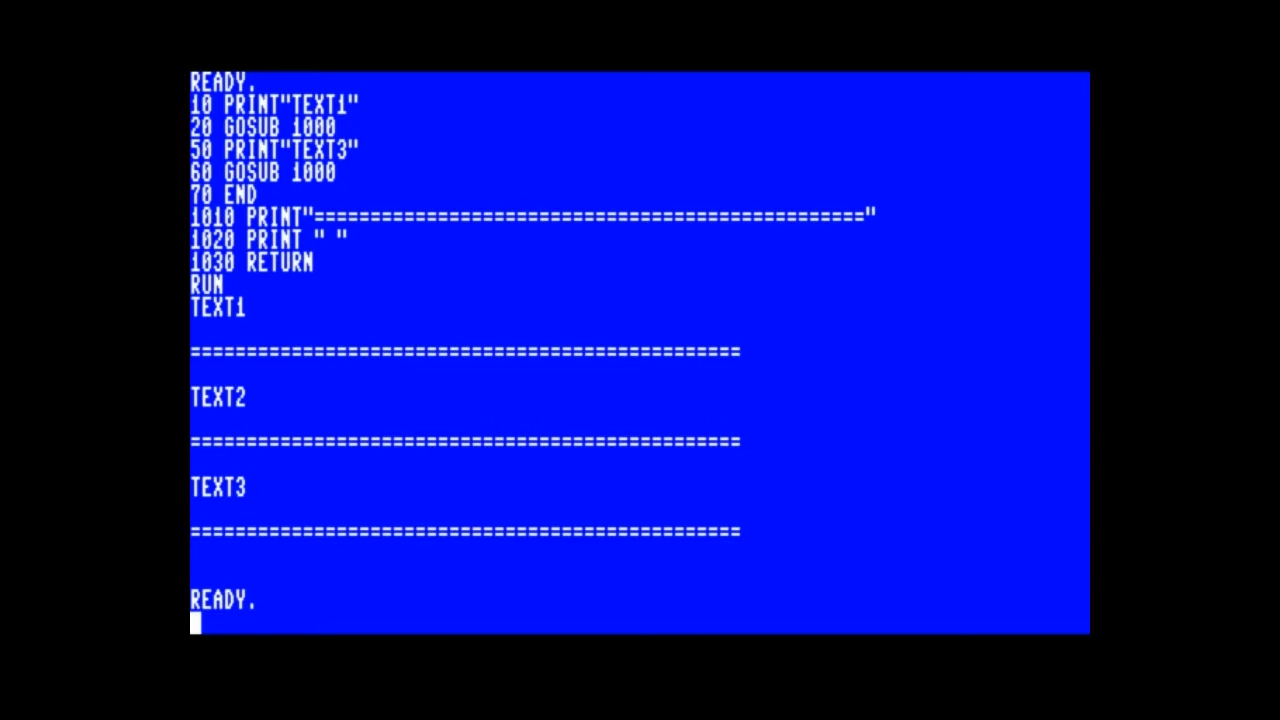 READY.
10 PRINT"TEXT1"
20 GOSUB 1000
50 PRINT"TEXT3"
60 GOSUB 1000
70 END
1010 PRINT"================================================="
1020 PRINT " "
1030 RETURN
RUN
TEXT1
=================================================
TEXT2
=================================================
TEXT3
=================================================
READY.